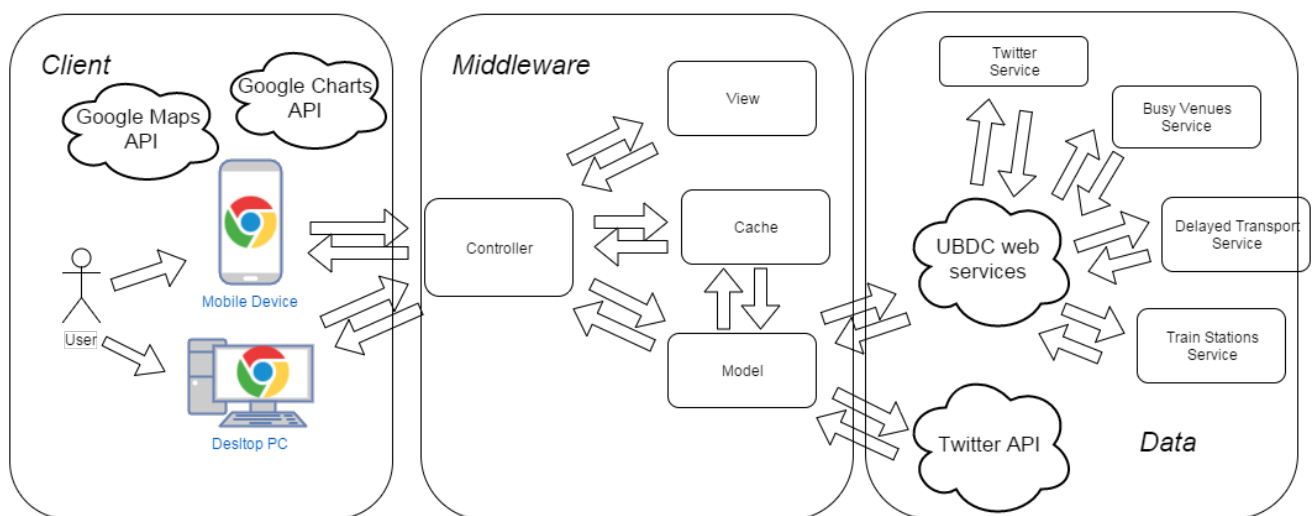 Client
Google Maps
API
Google Charts
API
Mobile Device
User
Desltop PC
Middleware
View
Controller
Cache
Model
Twitter
Service
Busy Venues
Service
UBDC web
services
Delayed Transport
Service
Train Stations
Service
Twitter API
Data